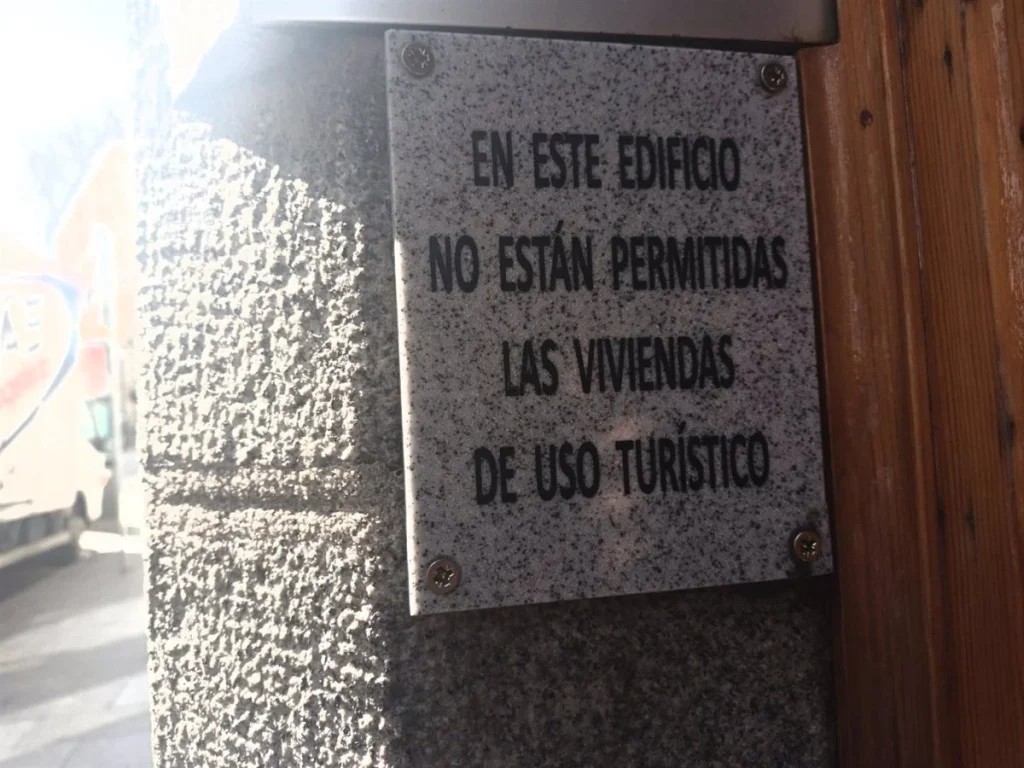 EN ESTE EDIFICIO
NO ESTÁN PERMITIDAS
LAS VIVIENDAS
DE USO TURÍSTICO